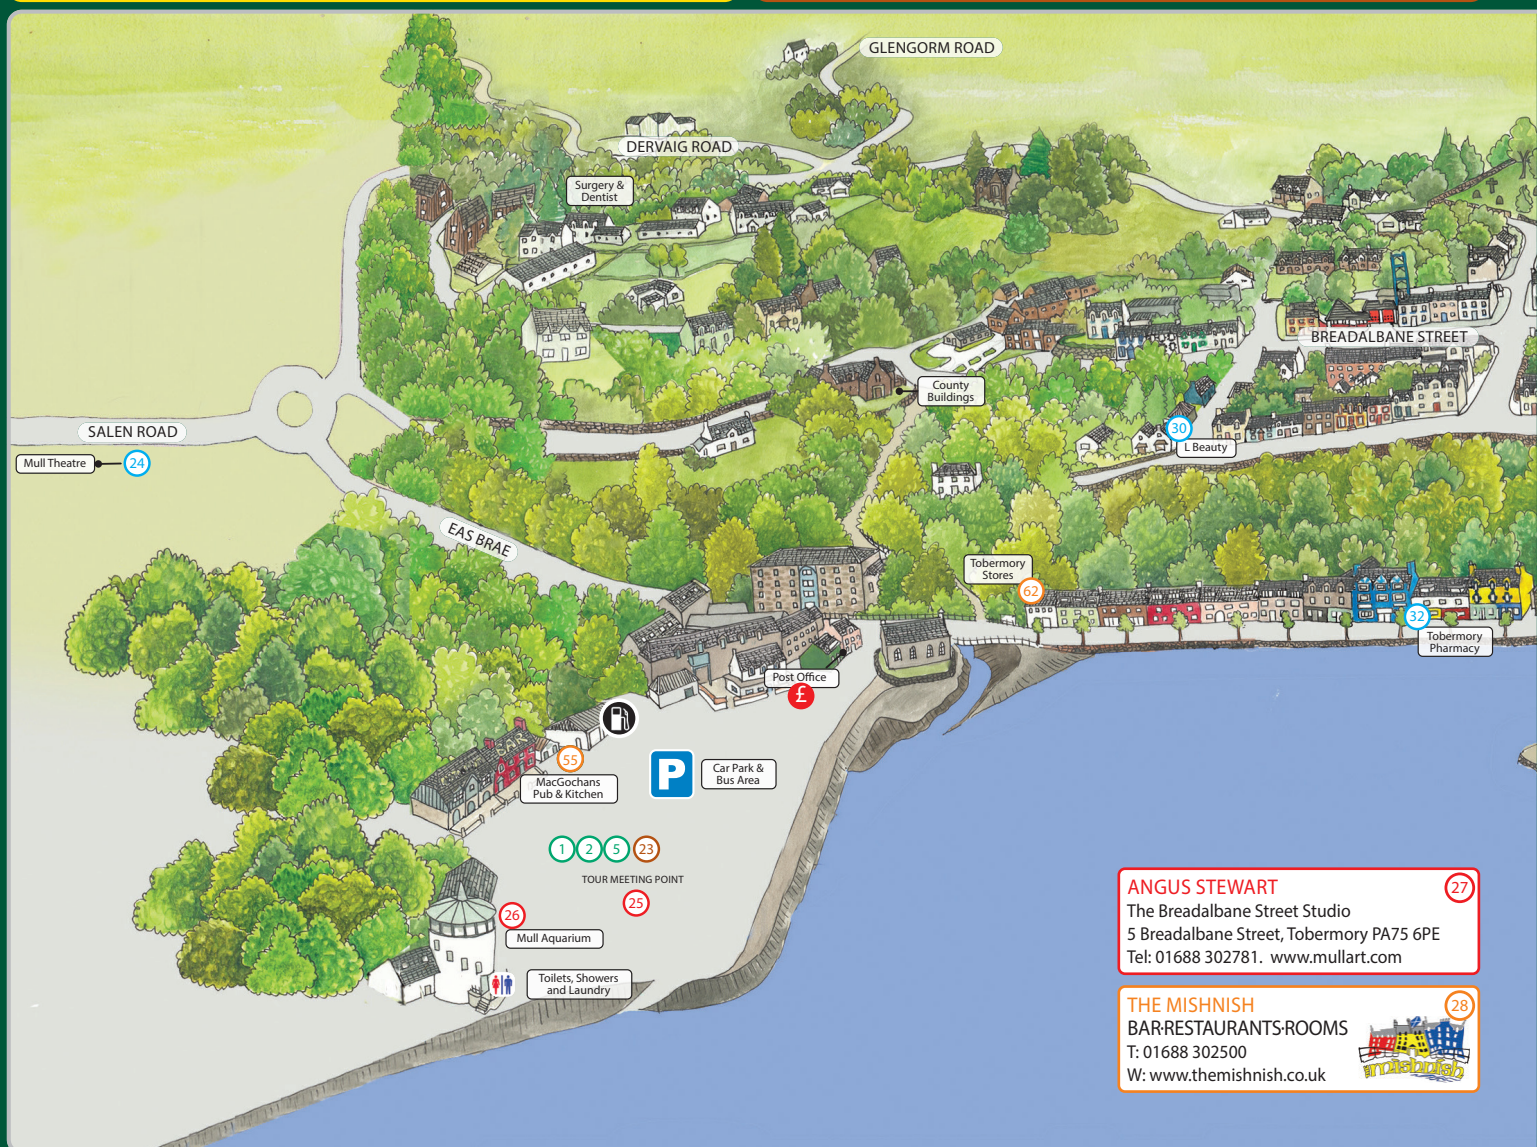 GLENGORM ROAD
DERVAIG ROAD
Surgery &
Dentist
BREADALBANE STREET
County
Buildings
SALEN ROAD
Mull Theatre
24
30
L Beauty
EAS BRAE
Tobermory
Stores
62
32
Tobermory
Pharmacy
Post Office
£
BAR
55
MacGochans
Pub & Kitchen
P
Car Park &
Bus Area
1
2
5
23
TOUR MEETING POINT
25
26
Mull Aquarium
Toilets, Showers
and Laundry
ANGUS STEWART
27
The Breadalbane Street Studio
5 Breadalbane Street, Tobermory PA75 6PE
Tel: 01688 302781. www.mullart.com
THE MISHNISH
28
BAR·RESTAURANTS·ROOMS
T: 01688 302500
W: www.themishnish.co.uk
the mishnish